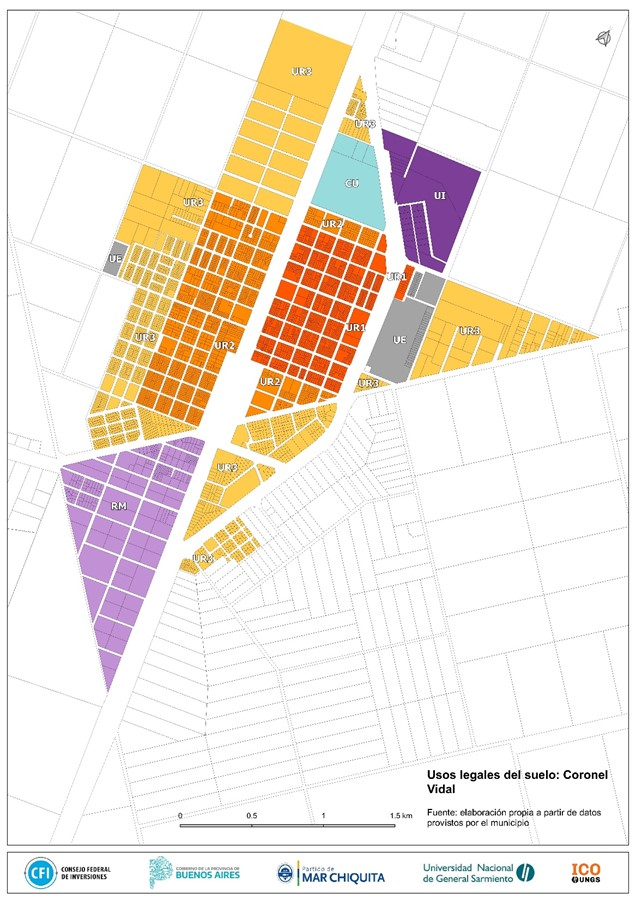 UR3
UR3
CU
UI
UR3
UR2
UE
UR1
UR1
UR3
UR3
UR2
UE
UR2
UR3
UR3
RM
UR3
Usos legales del suelo: Coronel
Vidal
Fuente: elaboración propia a partir de datos
provistos por el municipio
0 0.5 1 1.5 km
CFI CONSEJO FEDERAL
DE INVERSIONES
GOBIERNO DE LA PROVINCIA DE
BUENOS AIRES
Partido de
MAR CHIQUITA
Universidad Nacional
de General Sarmiento
ICO
UNGS